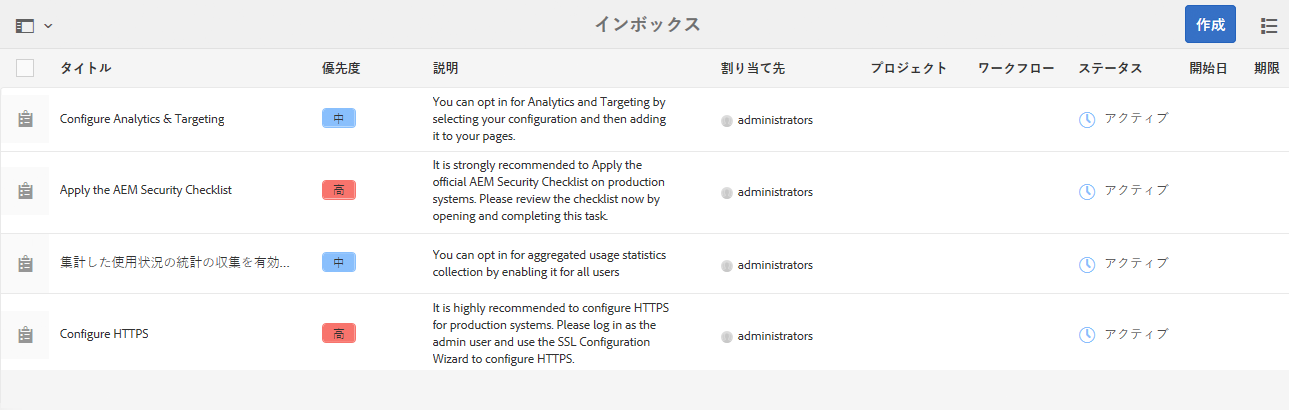 インボックス
作成
タイトル 優先度 説明 割り当て先 プロジェクト ワークフロー ステータス 開始日 期限
Configure Analytics & Targeting 中 You can opt in for Analytics and Targeting by
selecting your configuration and then adding
it to your pages.
administrators アクティブ
Apply the AEM Security Checklist 高 It is strongly recommended to Apply the
official AEM Security Checklist on production
systems. Please review the checklist now by
opening and completing this task.
administrators アクティブ
集計した使用状況の統計の収集を有効... 中 You can opt in for aggregated usage statistics
collection by enabling it for all users
administrators アクティブ
Configure HTTPS 高 It is highly recommended to configure HTTPS
for production systems. Please log in as the
admin user and use the SSL Configuration
Wizard to configure HTTPS.
administrators アクティブ